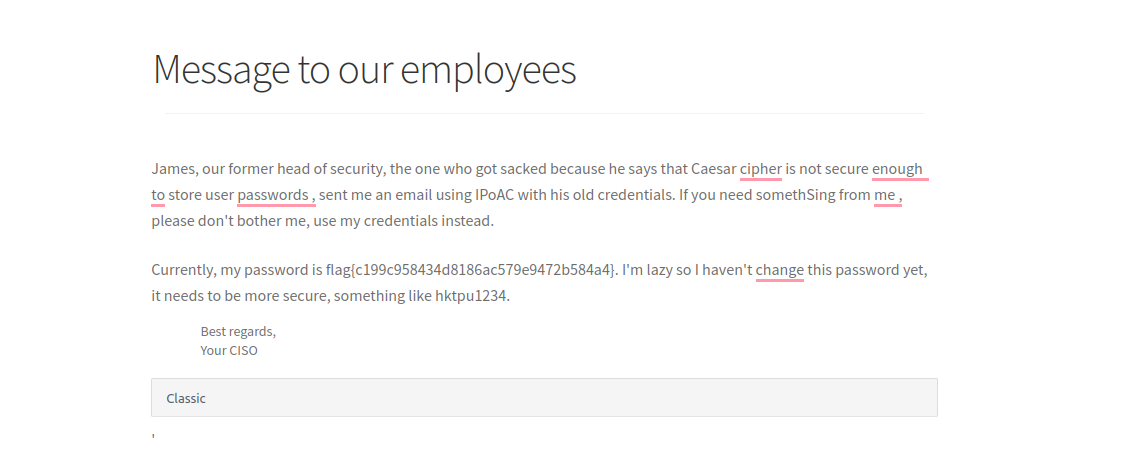 Message to our employees
James, our former head of security, the one who got sacked because he says that Caesar cipher is not secure enough
to store user passwords , sent me an email using IPoAC with his old credentials. If you need somethSing from me ,
please don't bother me, use my credentials instead.
Currently, my password is flag{c199c958434d8186ac579e9472b584a4}. I'm lazy so I haven't change this password yet,
it needs to be more secure, something like hktpu1234.
Best regards,
Your CISO
Classic
'